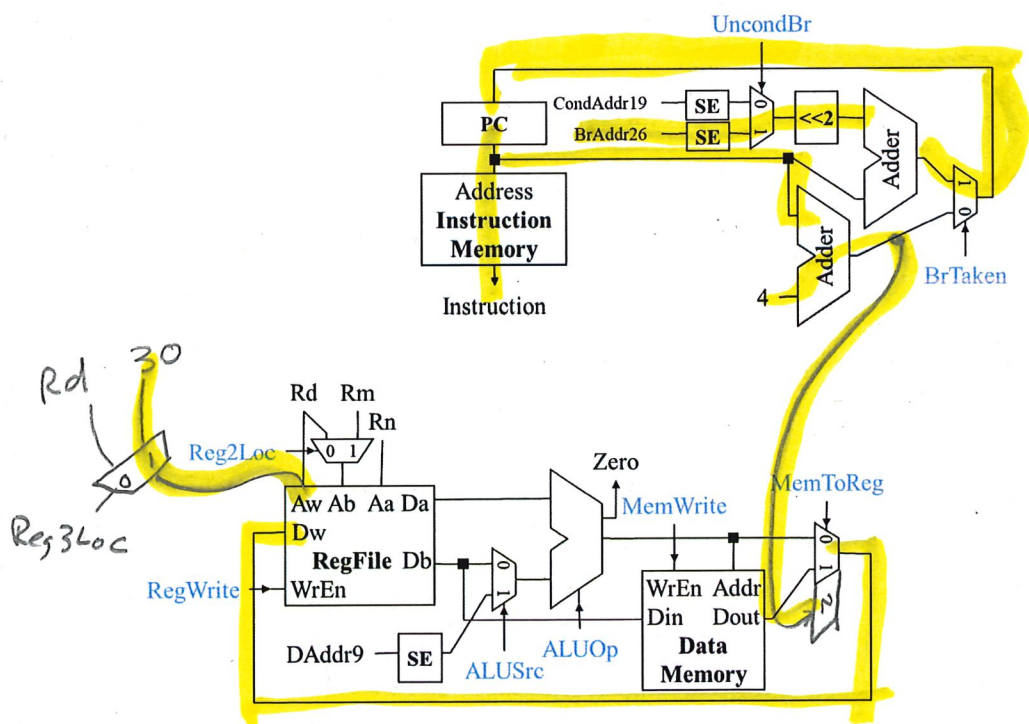 UncondBr
CondAddr19 SE 0
PC
BrAddr26 SE 1 <<2
Adder
1
0
Address
Instruction
Memory
Adder
BrTaken
4
Instruction
30
Rd
Rd Rm
Rn
Reg2Loc 0 1
0 1
Zero
Aw Ab Aa Da
MemWrite
MemToReg
Reg3Loc
Dw
RegFile Db
0
1
0
1
2
RegWrite
WrEn
WrEn Addr
Din Dout
DAddr9 SE
ALUSrc
ALUOp
Data
Memory